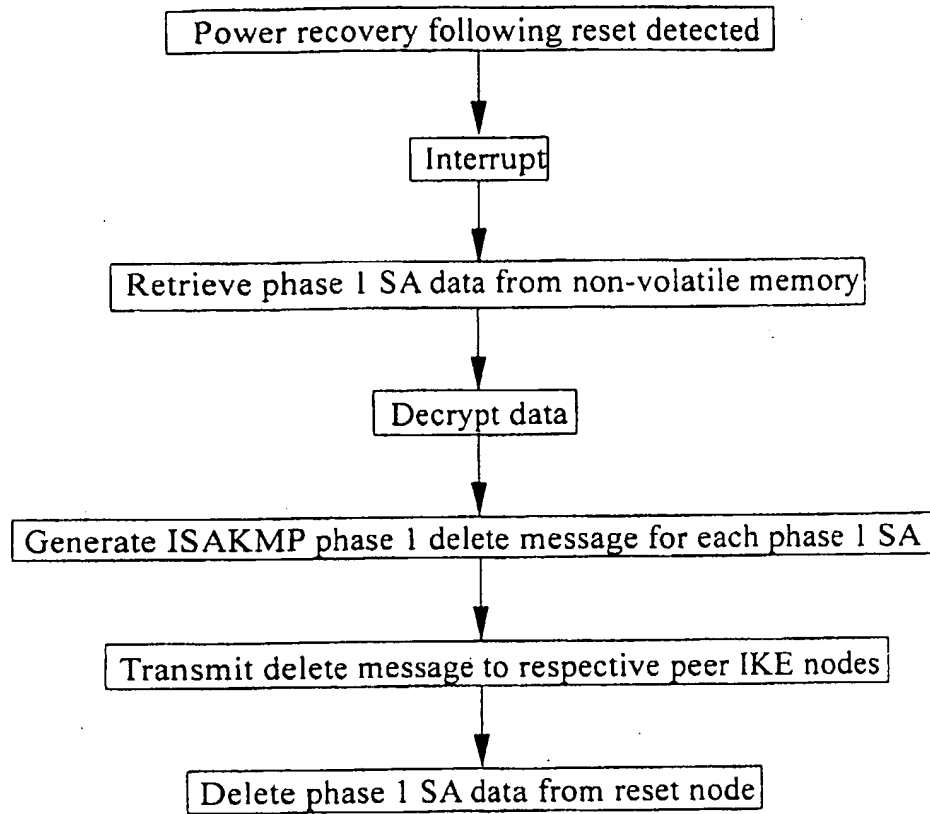 Power recovery following reset detected
Interrupt
Retrieve phase 1 SA data from non-volatile memory
Decrypt data
Generate ISAKMP phase 1 delete message for each phase 1 SA
Transmit delete message to respective peer IKE nodes
Delete phase 1 SA data from reset node